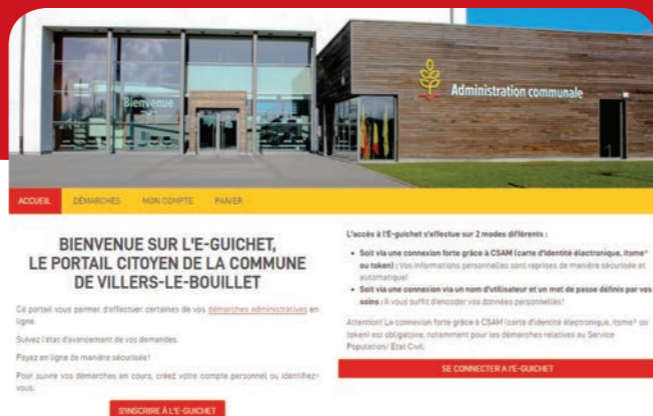 Bienvenue
Administration communale
ACCUEIL DÉMARCHES MON COMPTE PANIER
BIENVENUE SUR L'E-GUICHET,
LE PORTAIL CITOYEN DE LA COMMUNE
DE VILLERS-LE-BOUILLET
Ce portail vous permet d'effectuer certaines de vos démarches administratives en
ligne.
Suivez l'état d'avancement de vos demandes.
Payez en ligne de manière sécurisée!
Pour suivre vos démarches en cours, créez votre compte personnel ou identifiez-
vous.
S'INSCRIRE À L'E-GUICHET
L'accès à l'E-guichet s'effectue sur 2 modes différents :
• Soit via une connexion forte grâce à CSAM (carte d'identité électronique, itsme®
ou token) : Vos informations personnelles sont reprises de manière sécurisée et
automatique!
• Soit via une connexion via un nom d'utilisateur et un mot de passe définis par vos
soins : Il vous suffit d'encoder vos données personnelles!
Attention! La connexion forte grâce à CSAM (carte d'identité électronique, itsme® ou
token) est obligatoire, notamment pour les démarches relatives au Service
Population/ Etat Civil.
SE CONNECTER A l'E-GUICHET